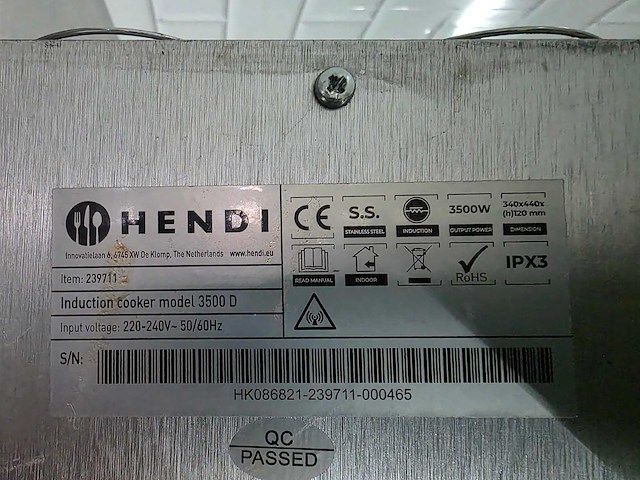 HENDI
Innovatielaan 6, 6745 XW De Klomp, The Netherlands www.hendi.eu
Item: 239711
Induction cooker model 3500 D
Input voltage: 220-240V~ 50/60Hz
CE
S.S.
STAINLESS STEEL
INDUCTION
3500W
OUTPUT POWER
340x440x
(h)120 mm
DIMENSION
READ MANUAL
INDOOR
RoHS
IPX3
S/N:
HK086821-239711-000465
QC
PASSED